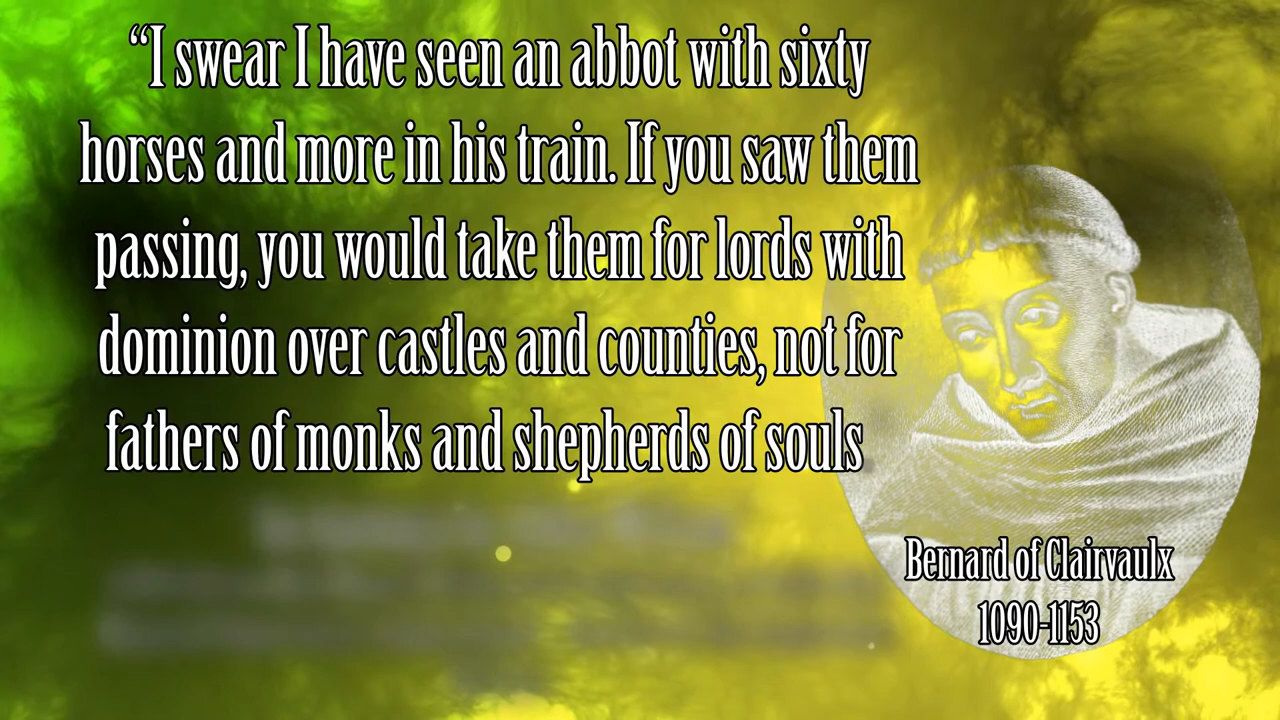 “I swear I have seen an abbot with sixty
horses and more in his train. If you saw them
passing, you would take them for lords with
dominion over castles and counties, not for
fathers of monks and shepherds of souls
Bernard of Clairvaulx
1090-1153